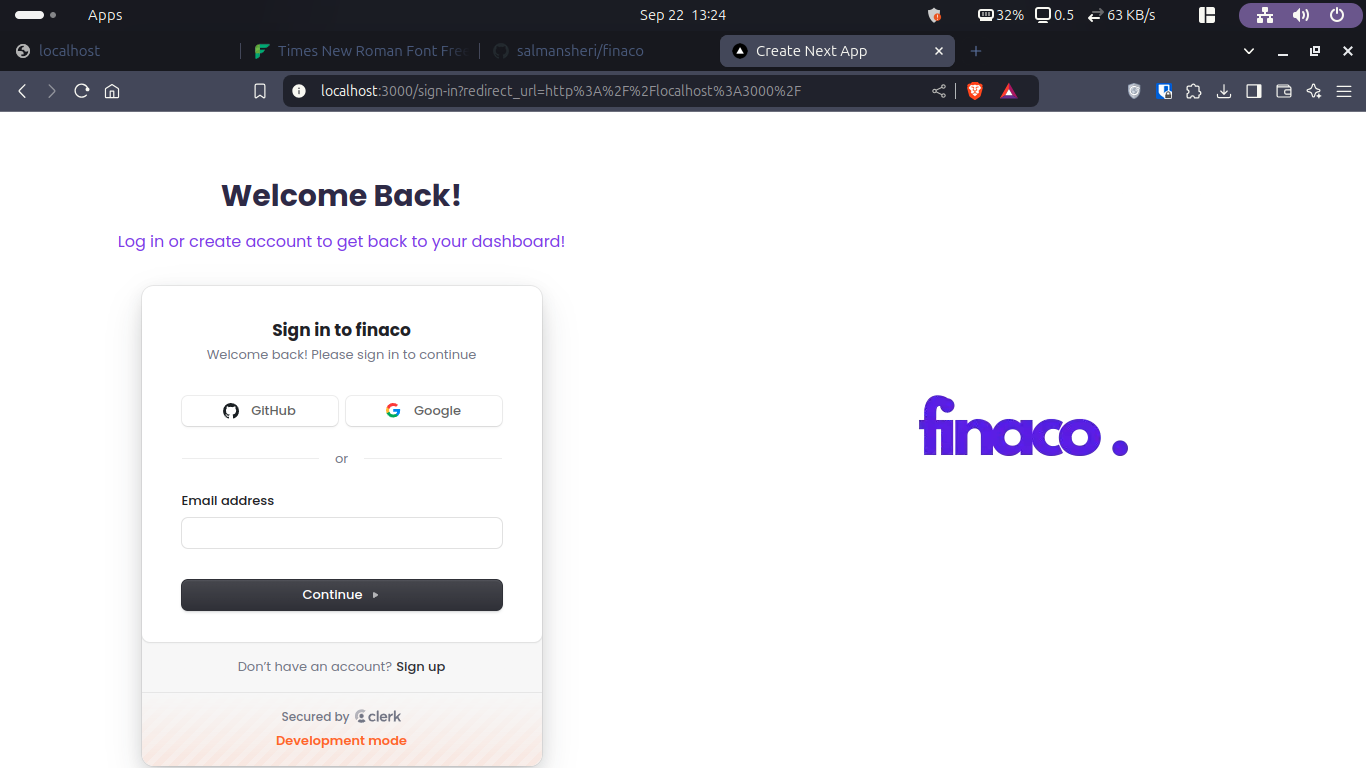 Apps
Sep 22 13:24
32%
0.5
63 KB/s
localhost
Times New Roman Font Fre
salmansheri/finaco
Create Next App
localhost:3000/sign-in?redirect_url=http%3A%2F%2Flocalhost%3A3000%2F
Welcome Back!
Log in or create account to get back to your dashboard!
Sign in to finaco
Welcome back! Please sign in to continue
GitHub
Google
or
Email address
Continue
Don’t have an account? Sign up
Secured by clerk
Development mode
finaco .